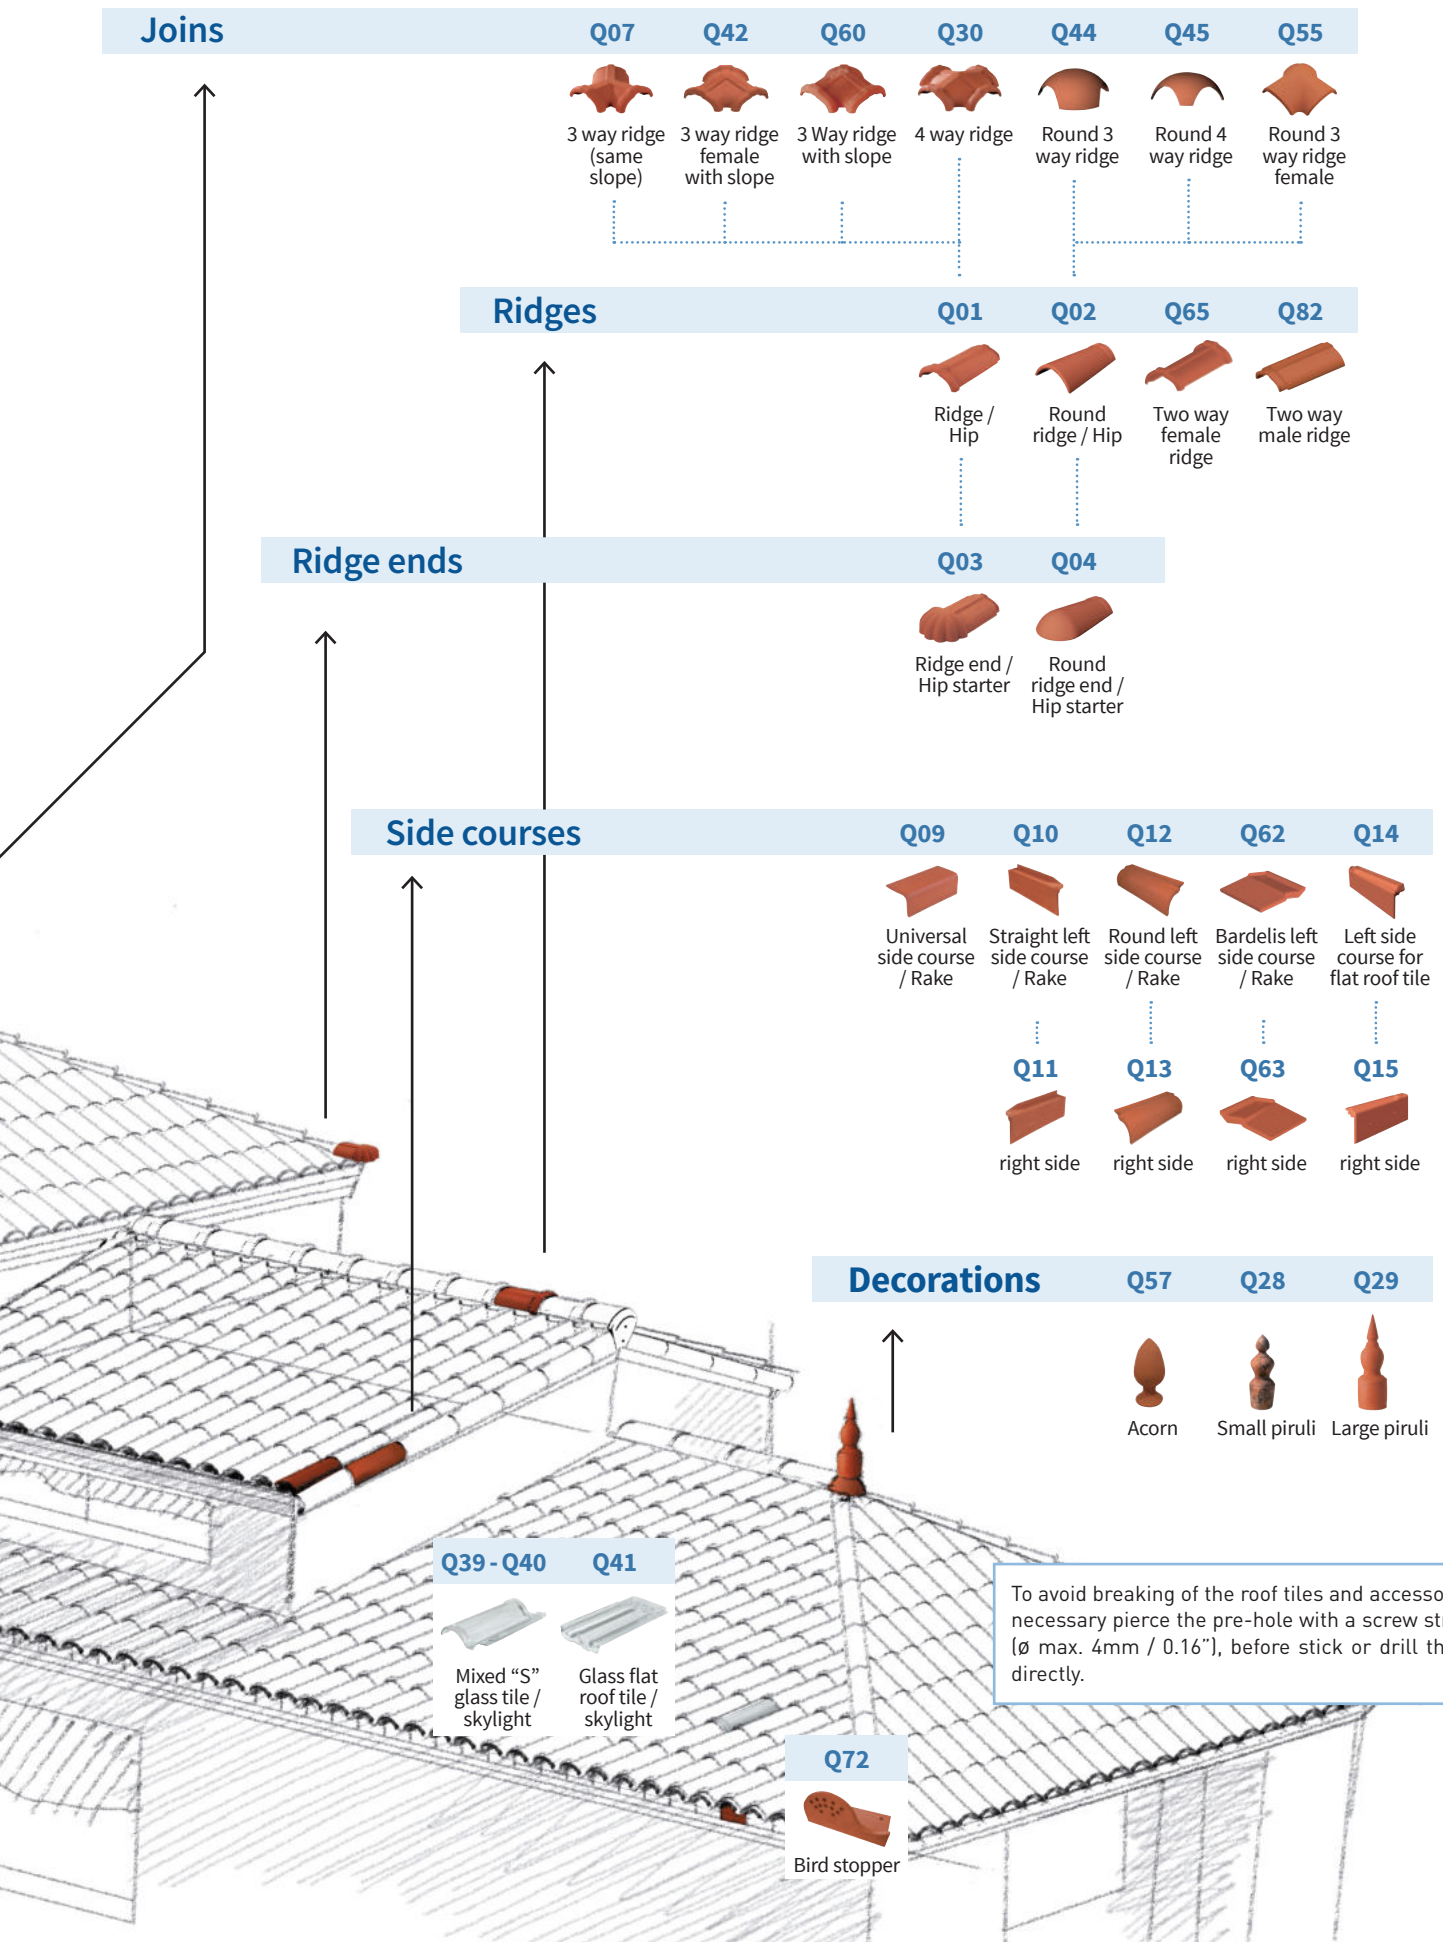 Joins
Q07 Q42 Q60 Q30 Q44 Q45 Q55
3 way ridge
(same
slope)
3 way ridge
female
with slope
3 Way ridge
with slope
4 way ridge
Round 3
way ridge
Round 4
way ridge
Round 3
way ridge
female
Ridges
Q01 Q02 Q65 Q82
Ridge /
Hip
Round
ridge / Hip
Two way
female
ridge
Two way
male ridge
Ridge ends
Q03 Q04
Ridge end /
Hip starter
Round
ridge end /
Hip starter
Side courses
Q09 Q10 Q12 Q62 Q14
Universal
side course
/ Rake
Straight left
side course
/ Rake
Round left
side course
/ Rake
Bardelis left
side course
/ Rake
Left side
course for
flat roof tile
Q11 Q13 Q63 Q15
right side right side right side right side
Decorations
Q57 Q28 Q29
Acorn Small piruli Large piruli
Q39 - Q40 Q41
Mixed “S”
glass tile /
skylight
Glass flat
roof tile /
skylight
To avoid breaking of the roof tiles and accesso
necessary pierce the pre-hole with a screw st
(ø max. 4mm / 0.16”), before stick or drill th
directly.
Q72
Bird stopper